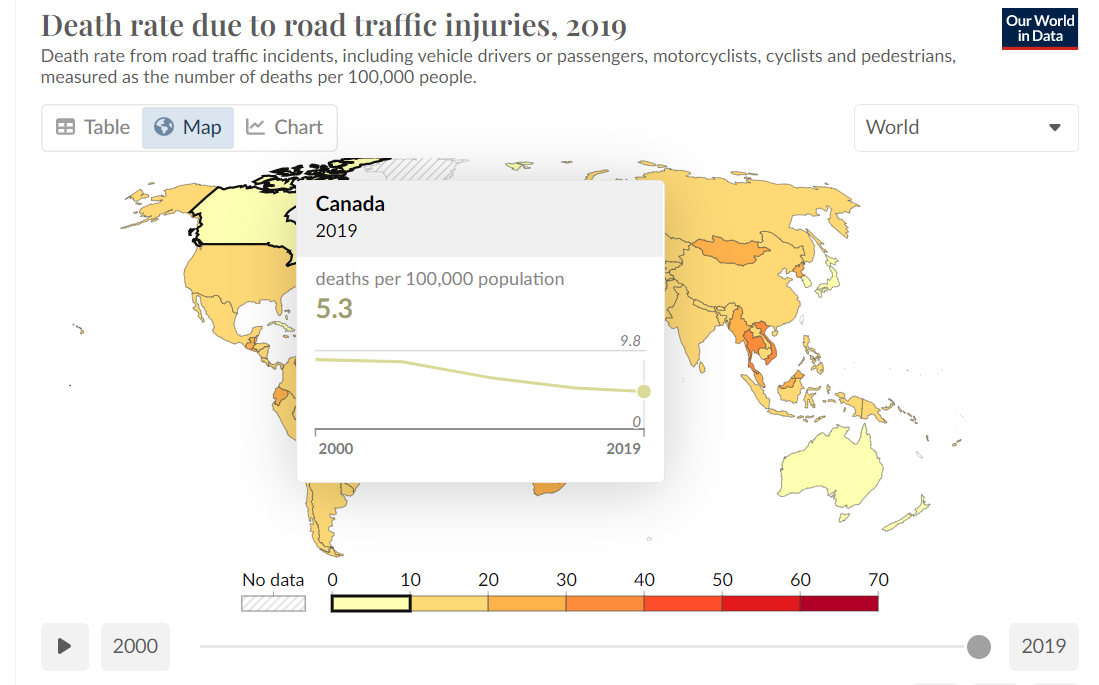 Death rate due to road traffic injuries, 2019
Our World
in Data
Death rate from road traffic incidents, including vehicle drivers or passengers, motorcyclists, cyclists and pedestrians,
measured as the number of deaths per 100,000 people.
Table Map Chart
World
Canada
2019
deaths per 100,000 population
5.3
9.8
0
2000 2019
No data 0 10 20 30 40 50 60 70
2000 2019